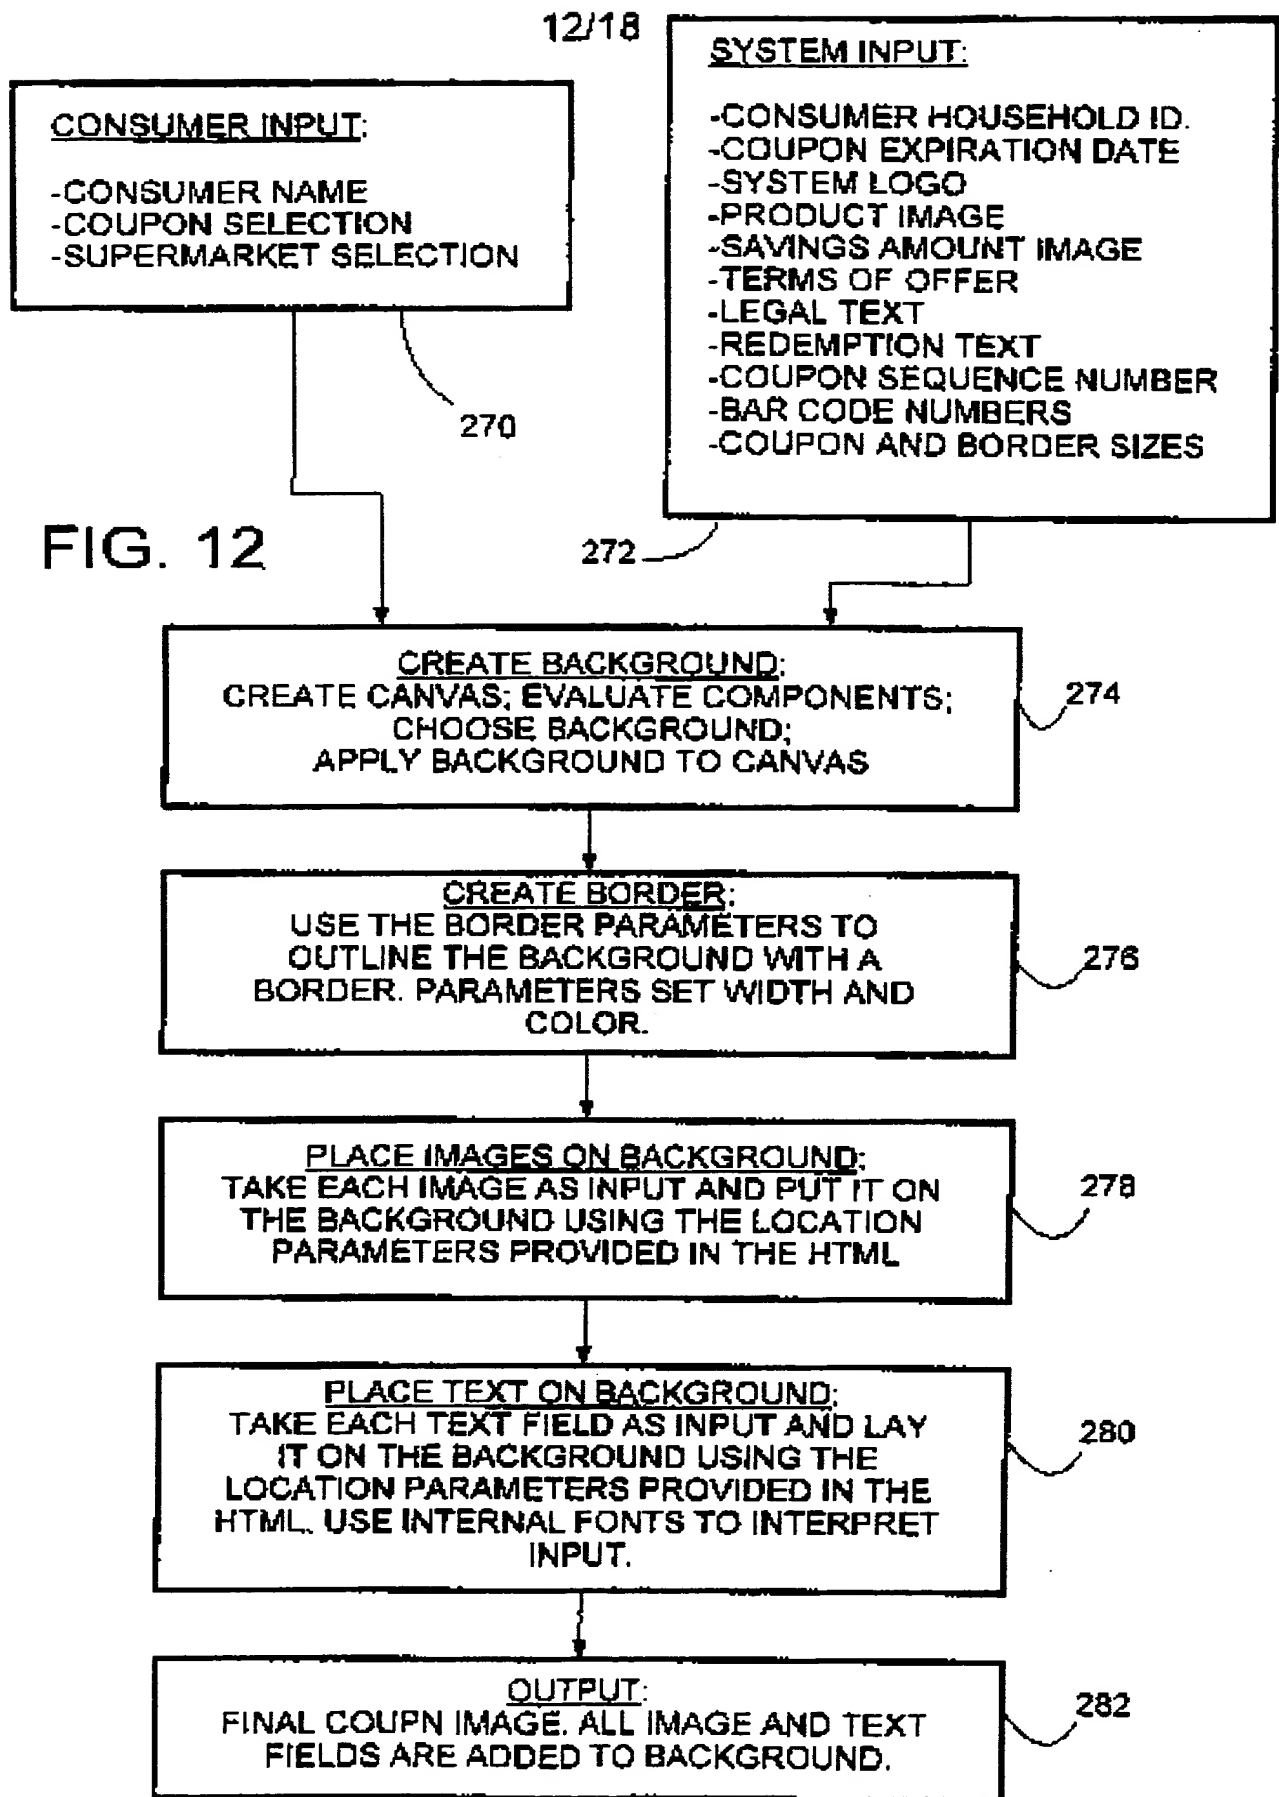 12/18
CONSUMER INPUT:
-CONSUMER NAME
-COUPON SELECTION
-SUPERMARKET SELECTION
270
SYSTEM INPUT:
-CONSUMER HOUSEHOLD ID.
-COUPON EXPIRATION DATE
-SYSTEM LOGO
-PRODUCT IMAGE
-SAVINGS AMOUNT IMAGE
-TERMS OF OFFER
-LEGAL TEXT
-REDEMPTION TEXT
-COUPON SEQUENCE NUMBER
-BAR CODE NUMBERS
-COUPON AND BORDER SIZES
272
FIG. 12
CREATE BACKGROUND:
CREATE CANVAS; EVALUATE COMPONENTS;
CHOOSE BACKGROUND;
APPLY BACKGROUND TO CANVAS
274
CREATE BORDER:
USE THE BORDER PARAMETERS TO
OUTLINE THE BACKGROUND WITH A
BORDER. PARAMETERS SET WIDTH AND
COLOR.
276
PLACE IMAGES ON BACKGROUND:
TAKE EACH IMAGE AS INPUT AND PUT IT ON
THE BACKGROUND USING THE LOCATION
PARAMETERS PROVIDED IN THE HTML
278
PLACE TEXT ON BACKGROUND:
TAKE EACH TEXT FIELD AS INPUT AND LAY
IT ON THE BACKGROUND USING THE
LOCATION PARAMETERS PROVIDED IN THE
HTML. USE INTERNAL FONTS TO INTERPRET
INPUT.
280
OUTPUT:
FINAL COUPN IMAGE. ALL IMAGE AND TEXT
FIELDS ARE ADDED TO BACKGROUND.
282